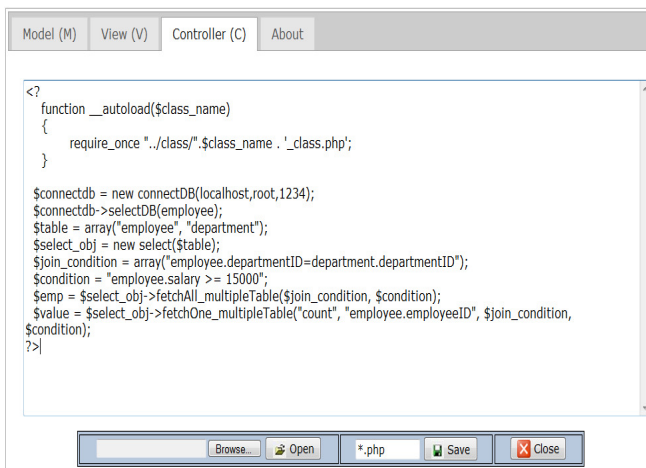 Model (M) View (V) Controller (C) About
<?
function __autoload($class_name)
{
require_once "../class/".$class_name . '_class.php';
}
$connectdb = new connectDB(localhost,root,1234);
$connectdb->selectDB(employee);
$table = array("employee", "department");
$select_obj = new select($table);
$join_condition = array("employee.departmentID=department.departmentID");
$condition = "employee.salary >= 15000";
$emp = $select_obj->fetchAll_multipleTable($join_condition, $condition);
$value = $select_obj->fetchOne_multipleTable("count", "employee.employeeID", $join_condition,
$condition);
?>
Browse... Open *.php Save X Close